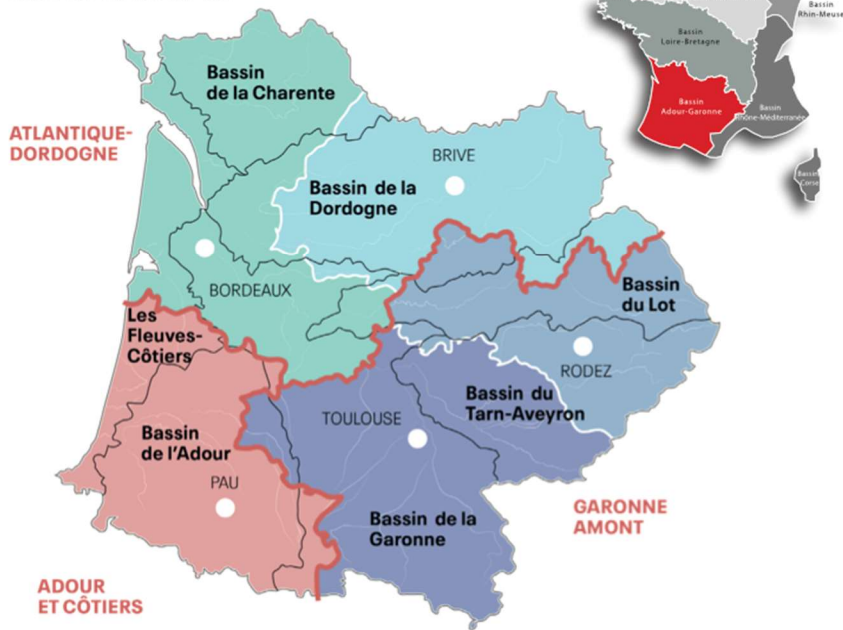 Bassin
Rhin-Meuse
Bassin
Loire-Bretagne
Bassin
Adour-Garonne
Bassin
Rhône-Méditerranée
Bassin
Corse
Bassin
de la Charente
ATLANTIQUE-
DORDOGNE
BRIVE
Bassin de la
Dordogne
BORDEAUX
Bassin
du Lot
Les
Fleuves-
Côtiers
RODEZ
Bassin du
Tarn-Aveyron
TOULOUSE
Bassin
de l'Adour
PAU
GARONNE
AMONT
Bassin de la
Garonne
ADOUR
ET CÔTIERS